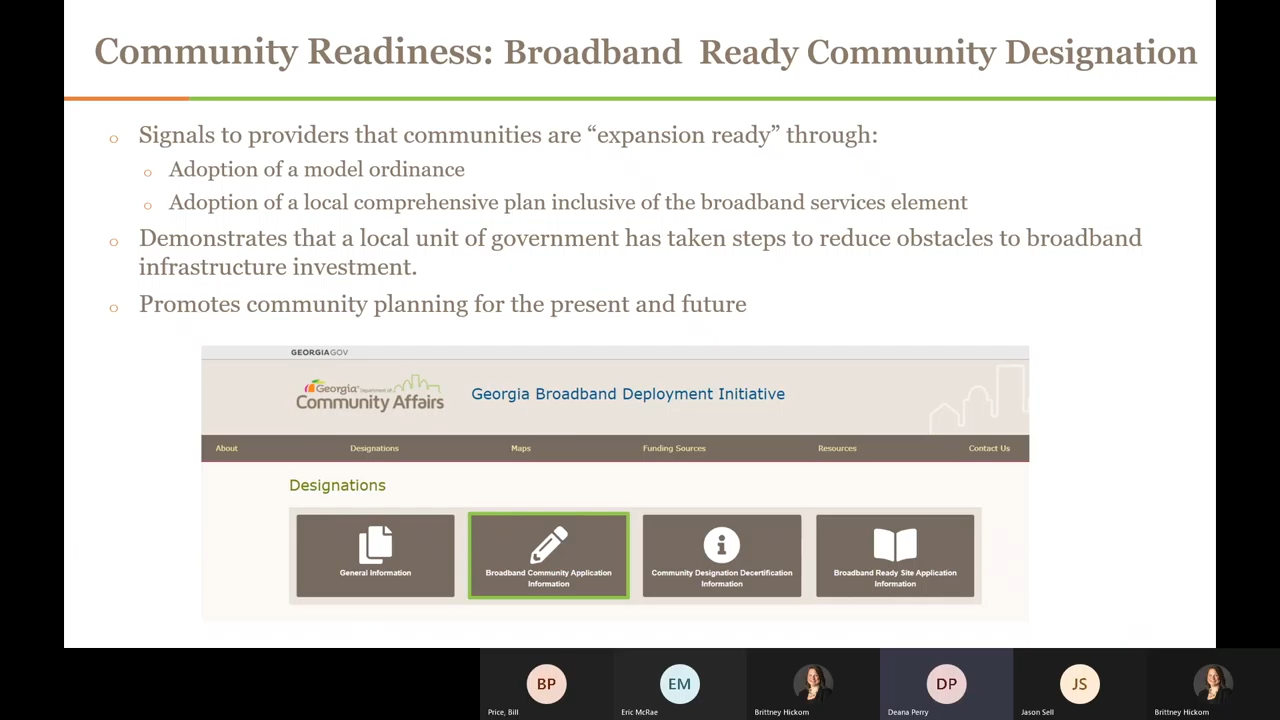 Community Readiness: Broadband Ready Community Designation
Signals to providers that communities are “expansion ready” through:
Adoption of a model ordinance
Adoption of a local comprehensive plan inclusive of the broadband services element
Demonstrates that a local unit of government has taken steps to reduce obstacles to broadband
infrastructure investment.
Promotes community planning for the present and future
GEORGIAGOV
Georgia Department of
Community Affairs
Georgia Broadband Deployment Initiative
About Designations Maps Funding Sources Resources Contact Us
Designations
General Information
Broadband Community Application
Information
Community Designation Decertification
Information
Broadband Ready Site Application
Information
BP EM DP JS
Price, Bill Eric McRae Brittney Hickom Deana Perry Jason Sell Brittney Hickom